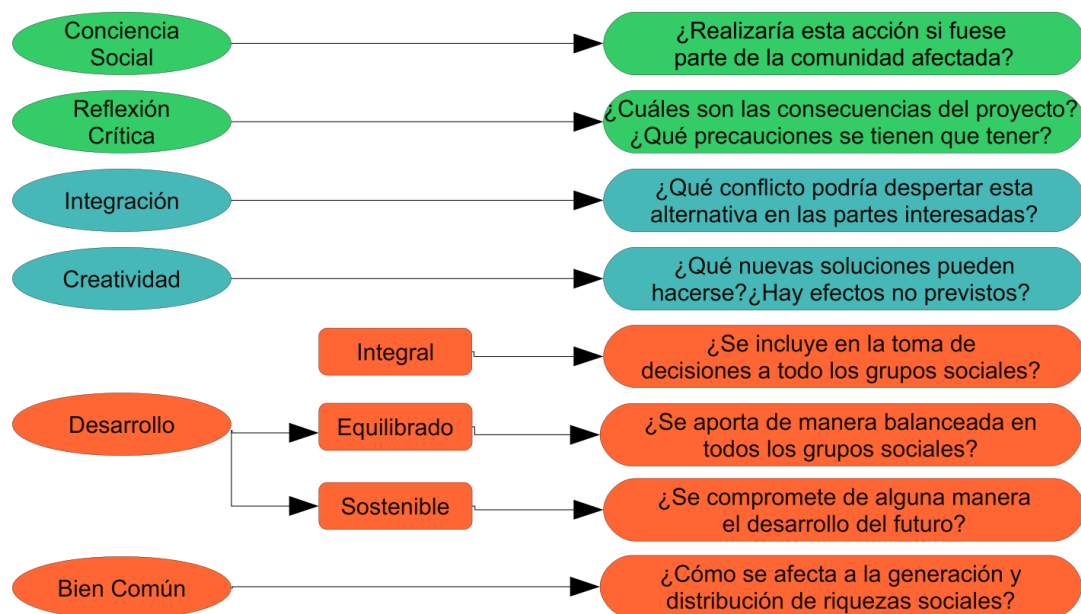 Conciencia
Social
¿Realizaría esta acción si fuese
parte de la comunidad afectada?
Reflexión
Crítica
¿Cuáles son las consecuencias del proyecto?
¿Qué precauciones se tienen que tener?
Integración
¿Qué conflicto podría despertar esta
alternativa en las partes interesadas?
Creatividad
¿Qué nuevas soluciones pueden
hacerse?¿Hay efectos no previstos?
Integral
¿Se incluye en la toma de
decisiones a todo los grupos sociales?
Desarrollo
Equilibrado
¿Se aporta de manera balanceada en
todos los grupos sociales?
Sostenible
¿Se compromete de alguna manera
el desarrollo del futuro?
Bien Común
¿Cómo se afecta a la generación y
distribución de riquezas sociales?